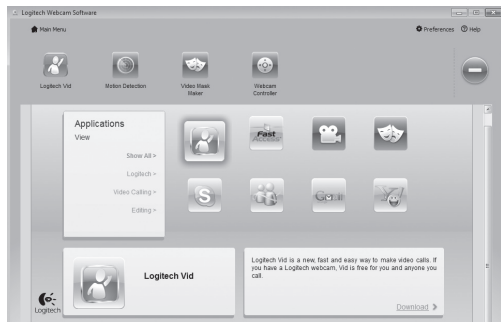 Logitech Webcam Software
Main Menu
Preferences
Help
Logitech Vid
Motion Detection
Video Mask
Maker
Webcam
Controller
Applications
View
Show All >
Logitech >
Video Calling >
Editing >
Fast
Access
Gmail
Logitech Vid
Logitech Vid is a new, fast and easy way to make video calls. If
you have a Logitech webcam, Vid is free for you and anyone you
call.
Download >
Logitech